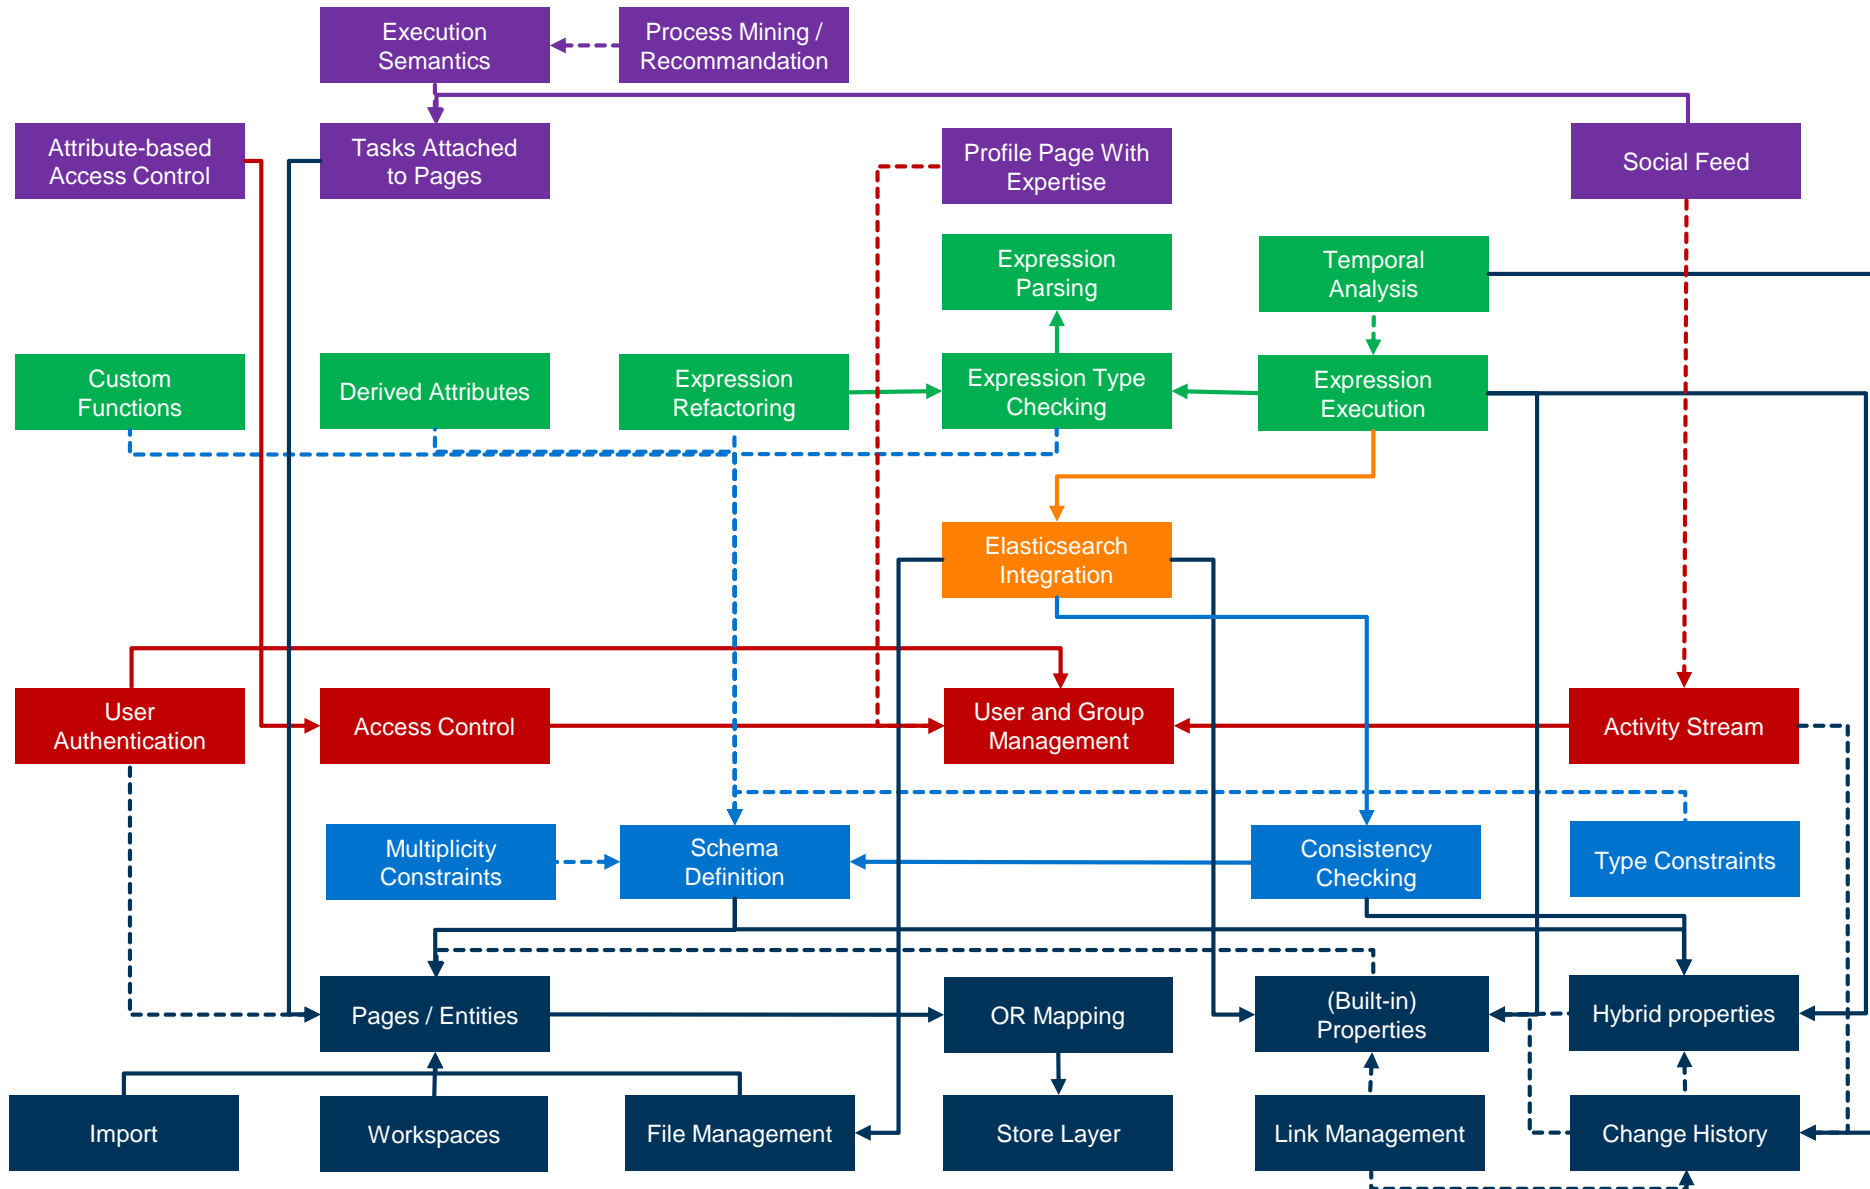 Execution
Semantics
Process Mining /
Recommandation
Attribute-based
Access Control
Tasks Attached
to Pages
Profile Page With
Expertise
Social Feed
Expression
Parsing
Temporal
Analysis
Custom
Functions
Derived Attributes
Expression
Refactoring
Expression Type
Checking
Expression
Execution
Elasticsearch
Integration
User
Authentication
Access Control
User and Group
Management
Activity Stream
Multiplicity
Constraints
Schema
Definition
Consistency
Checking
Type Constraints
Pages / Entities
OR Mapping
(Built-in)
Properties
Hybrid properties
Import
Workspaces
File Management
Store Layer
Link Management
Change History